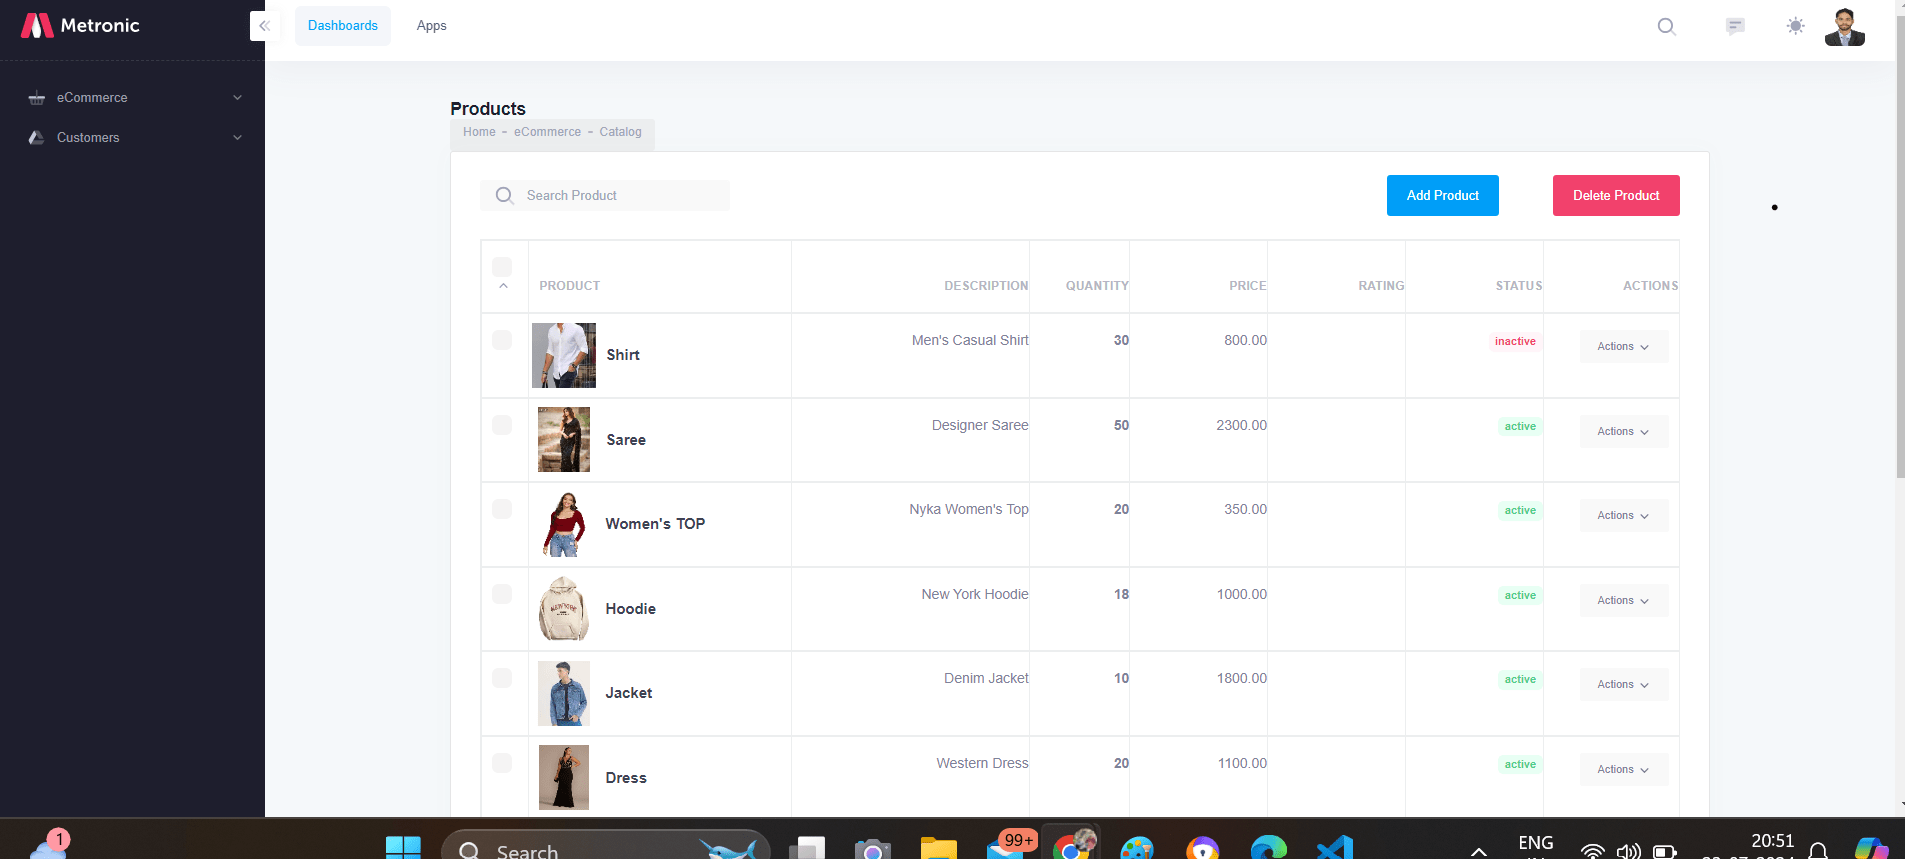 Metronic
Dashboards Apps
eCommerce
Customers
Products
Home - eCommerce - Catalog
Search Product
Add Product
Delete Product
PRODUCT DESCRIPTION QUANTITY PRICE RATING STATUS ACTIONS
Shirt Men's Casual Shirt 30 800.00 inactive Actions
Saree Designer Saree 50 2300.00 active Actions
Women's TOP Nyka Women's Top 20 350.00 active Actions
Hoodie New York Hoodie 18 1000.00 active Actions
Jacket Denim Jacket 10 1800.00 active Actions
Dress Western Dress 20 1100.00 active Actions
1
Search
99+
ENG
20:51